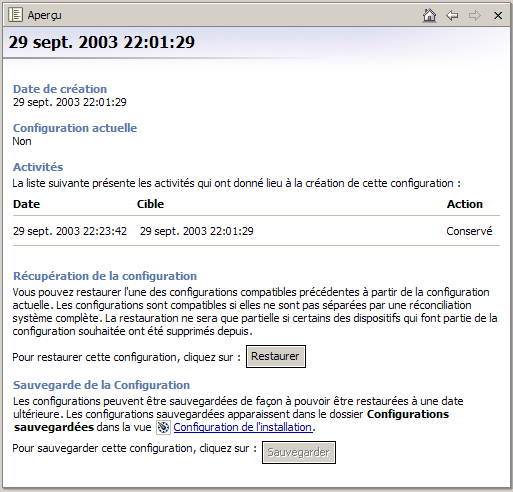 Aperçu
29 sept. 2003 22:01:29
Date de création
29 sept. 2003 22:01:29
Configuration actuelle
Non
Activités
La liste suivante présente les activités qui ont donné lieu à la création de cette configuration :
Date Cible Action
29 sept. 2003 22:23:42 29 sept. 2003 22:01:29 Conservé
Récupération de la configuration
Vous pouvez restaurer l'une des configurations compatibles précédentes à partir de la configuration
actuelle. Les configurations sont compatibles si elles ne sont pas séparées par une réconciliation
système complète. La restauration ne sera que partielle si certains des dispositifs qui font partie de la
configuration souhaitée ont été supprimés depuis.
Pour restaurer cette configuration, cliquez sur : Restaurer
Sauvegarde de la Configuration
Les configurations peuvent être sauvegardées de façon à pouvoir être restaurées à une date
ultérieure. Les configurations sauvegardées apparaissent dans le dossier Configurations
sauvegardées dans la vue Configuration de l'installation.
Pour sauvegarder cette configuration, cliquez sur : Sauvegarder